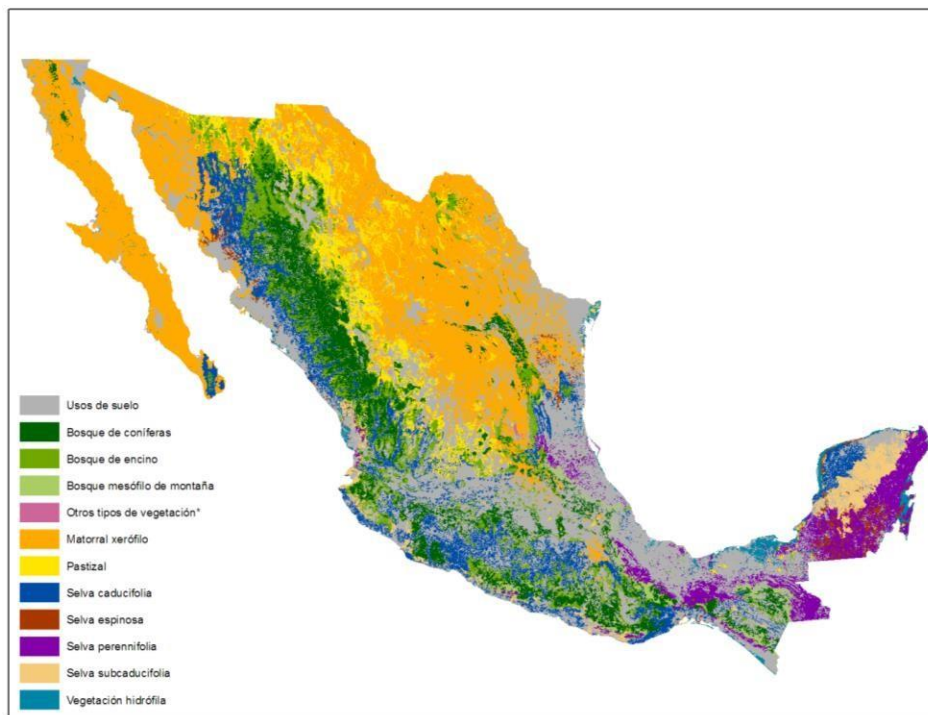 Usos de suelo
Bosque de coníferas
Bosque de encino
Bosque mesófilo de montaña
Otros tipos de vegetación*
Matorral xerófilo
Pastizal
Selva caducifolia
Selva espinosa
Selva perennifolia
Selva subcaducifolia
Vegetación hidrófila